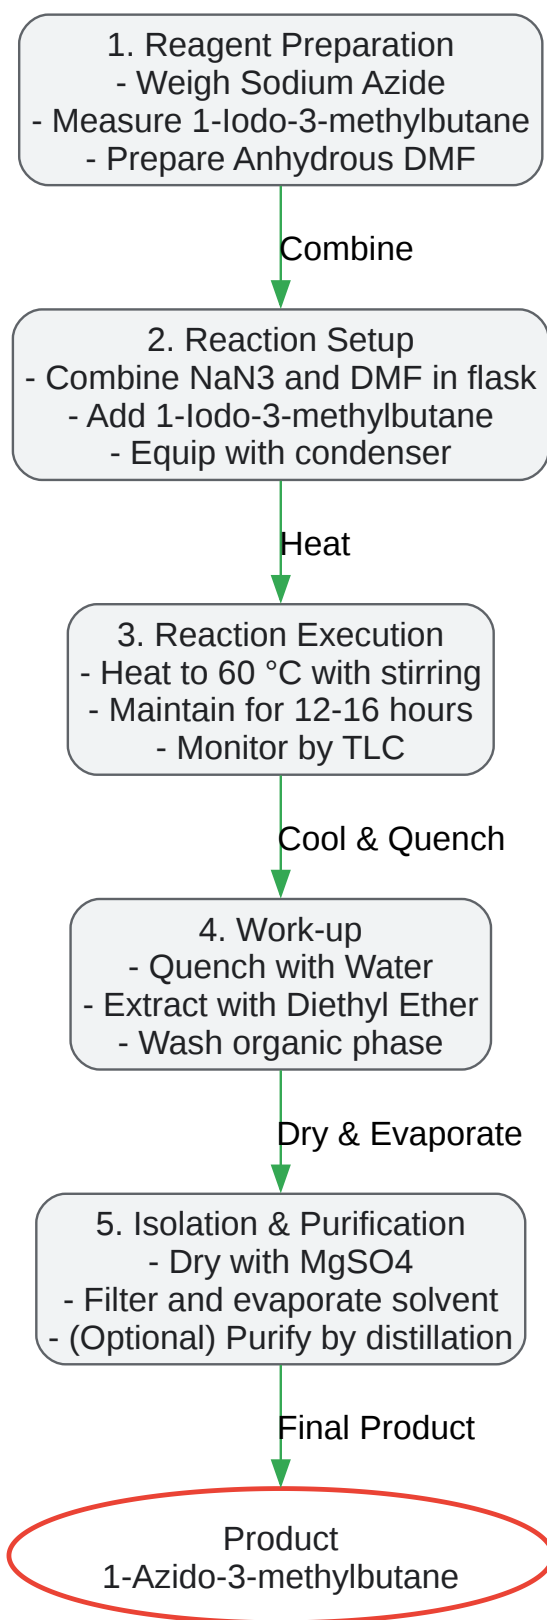 1. Reagent Preparation
- Weigh Sodium Azide
- Measure 1-Iodo-3-methylbutane
- Prepare Anhydrous DMF
Combine
2. Reaction Setup
- Combine NaN3 and DMF in flask
- Add 1-Iodo-3-methylbutane
- Equip with condenser
Heat
3. Reaction Execution
- Heat to 60 °C with stirring
- Maintain for 12-16 hours
- Monitor by TLC
Cool & Quench
4. Work-up
- Quench with Water
- Extract with Diethyl Ether
- Wash organic phase
Dry & Evaporate
5. Isolation & Purification
- Dry with MgSO4
- Filter and evaporate solvent
- (Optional) Purify by distillation
Final Product
Product
1-Azido-3-methylbutane